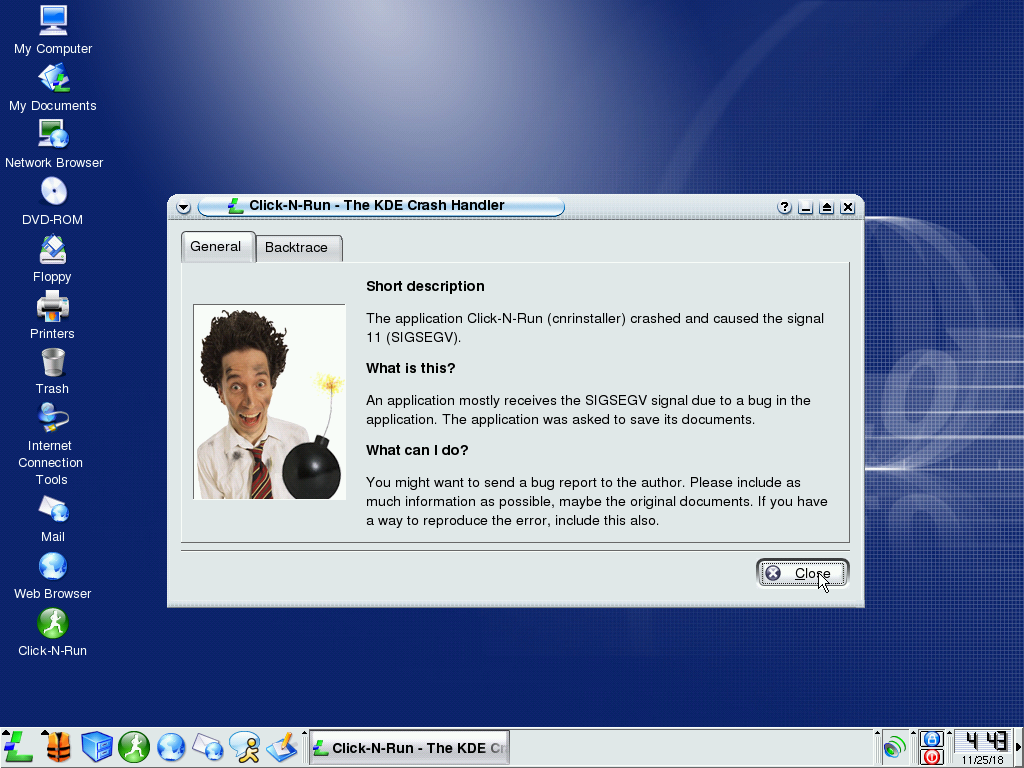 My Computer
My Documents
Network Browser
DVD-ROM
Floppy
Printers
Trash
Internet
Connection
Tools
Mail
Web Browser
Click-N-Run
Click-N-Run - The KDE Crash Handler
General
Backtrace
Short description
The application Click-N-Run (cnrinstaller) crashed and caused the signal
11 (SIGSEGV).
What is this?
An application mostly receives the SIGSEGV signal due to a bug in the
application. The application was asked to save its documents.
What can I do?
You might want to send a bug report to the author. Please include as
much information as possible, maybe the original documents. If you have
a way to reproduce the error, include this also.
Close
Click-N-Run - The KDE Cr
4 43
11/25/18